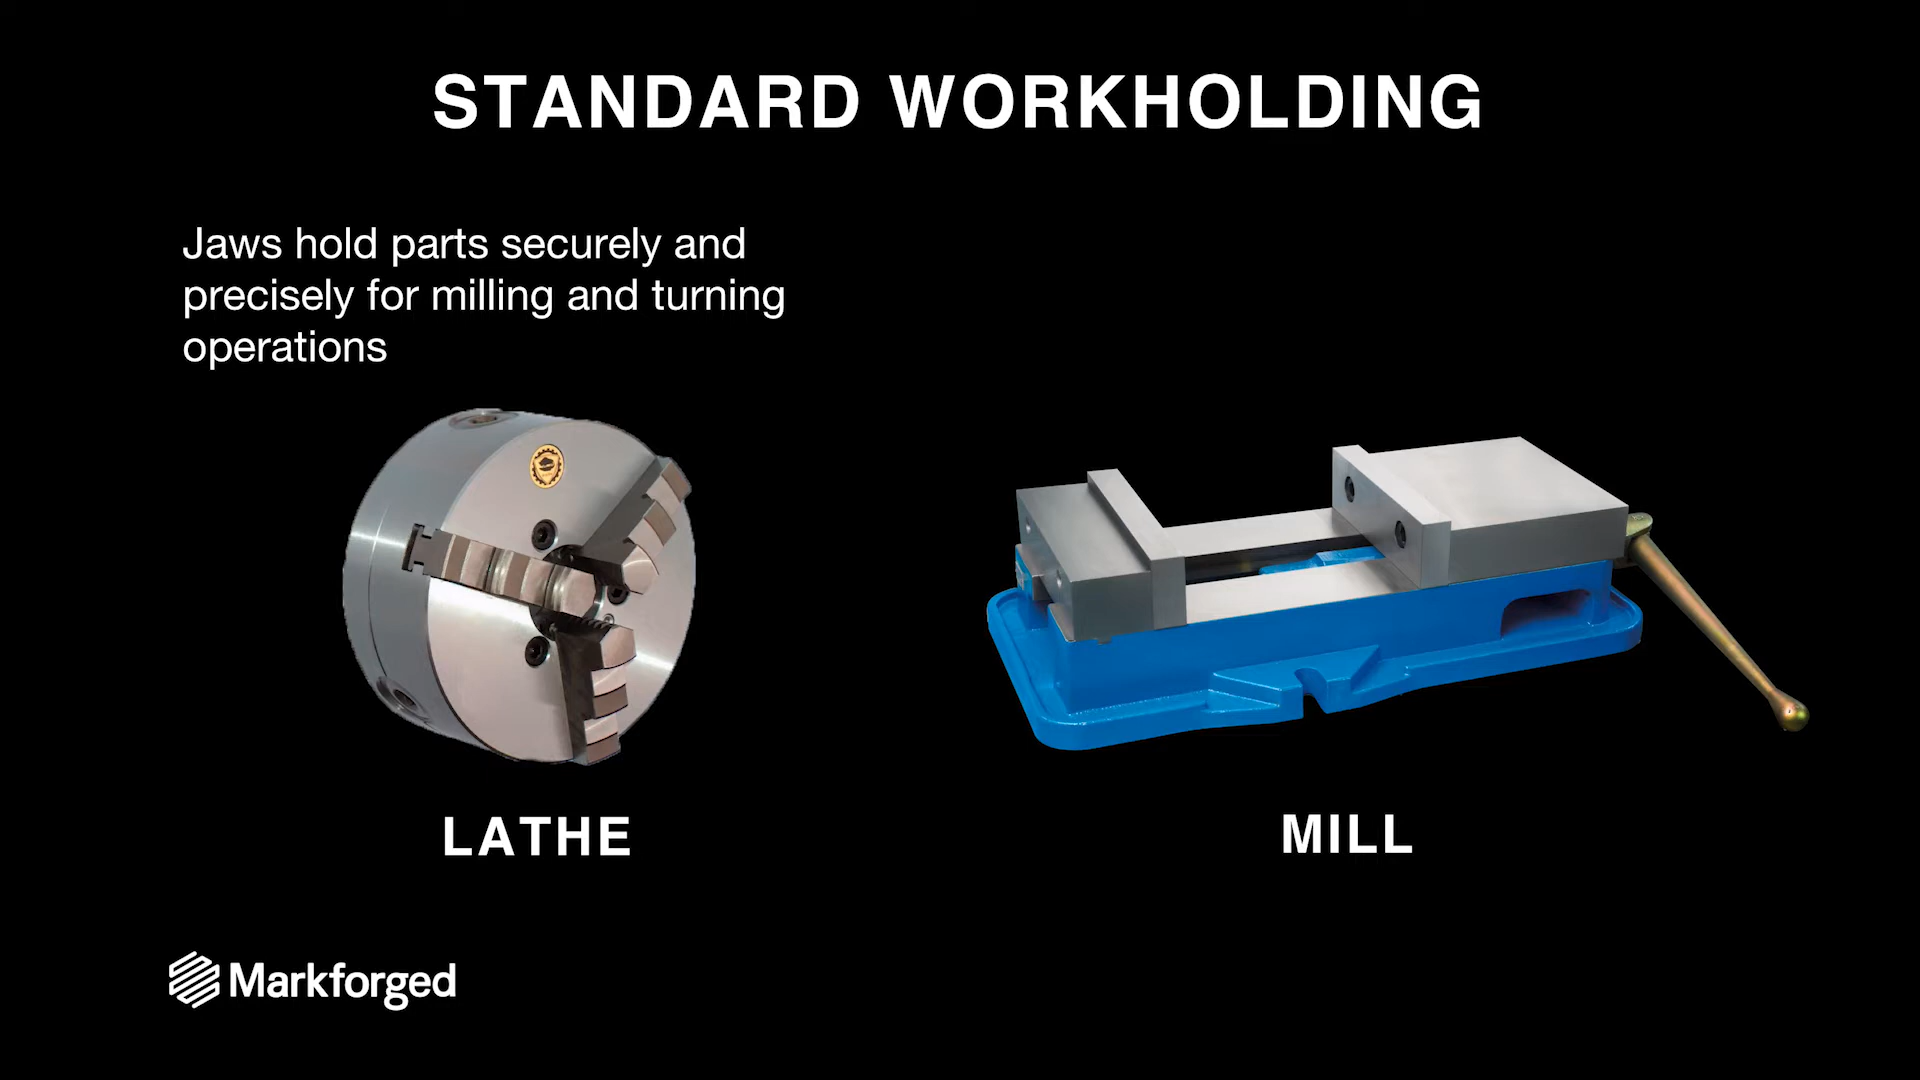 STANDARD WORKHOLDING
Jaws hold parts securely and
precisely for milling and turning
operations
LATHE
MILL
Markforged